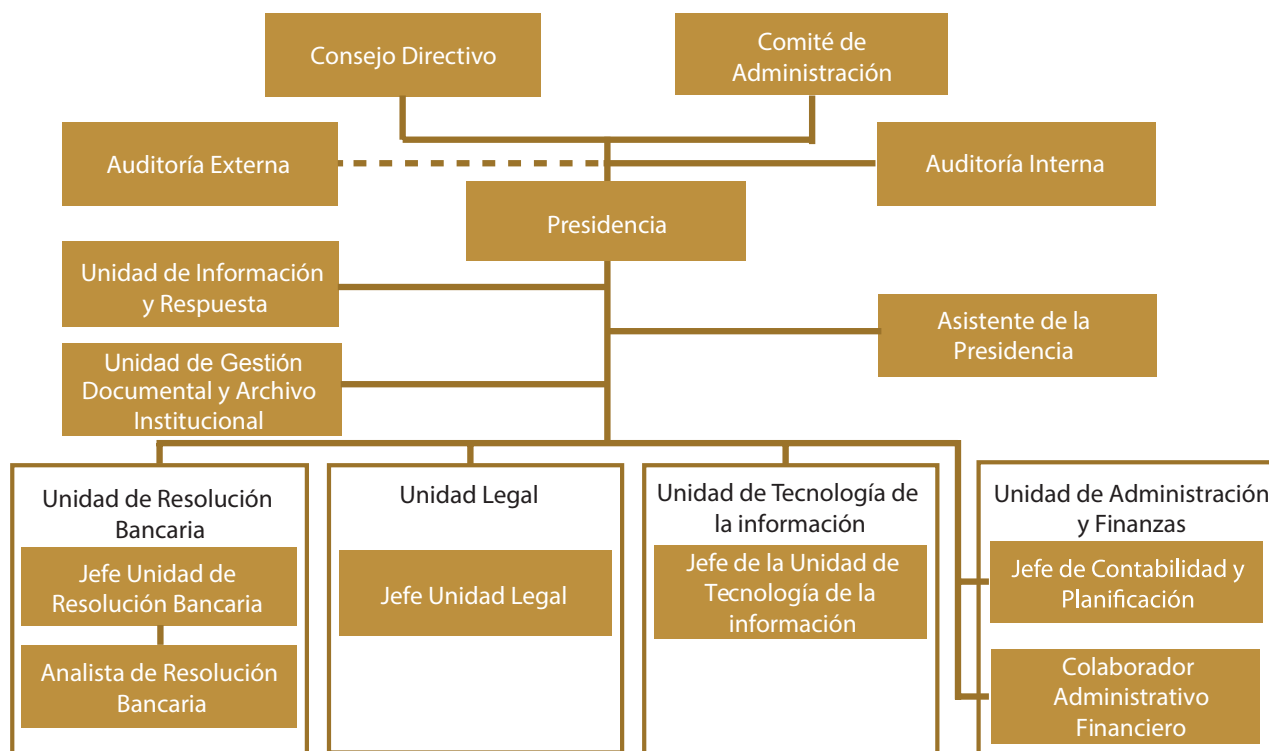 Consejo Directivo
Comité de
Administración
Auditoría Externa
Auditoría Interna
Presidencia
Unidad de Información
y Respuesta
Asistente de la
Presidencia
Unidad de Gestión
Documental y Archivo
Institucional
Unidad de Resolución
Bancaria
Jefe Unidad de
Resolución Bancaria
Analista de Resolución
Bancaria
Unidad Legal
Jefe Unidad Legal
Unidad de Tecnología de
la información
Jefe de la Unidad de
Tecnología de la
información
Unidad de Administración
y Finanzas
Jefe de Contabilidad y
Planificación
Colaborador
Administrativo
Financiero